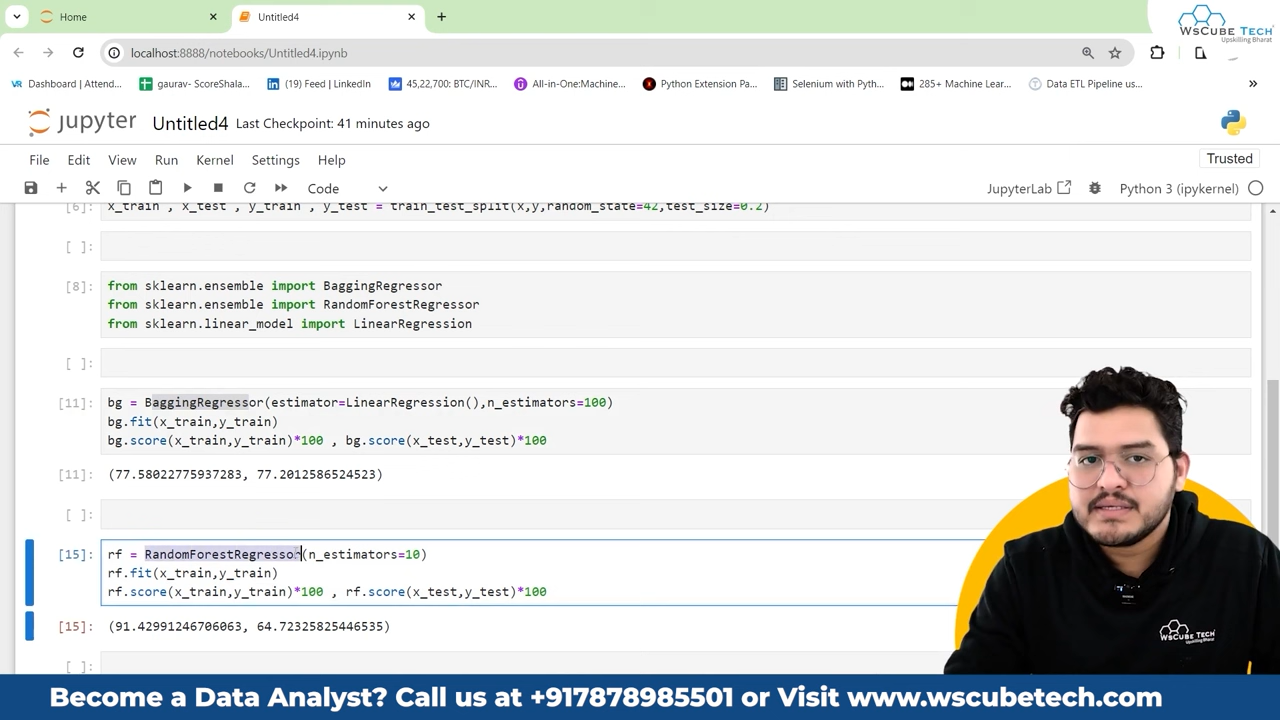 Home
Untitled4
WSCUBE TECH
Upskilling Bharat
localhost:8888/notebooks/Untitled4.ipynb
VR Dashboard | Attend...
gaurav- ScoreShala...
(19) Feed | LinkedIn
45,22,700: BTC/INR...
All-in-One:Machine...
Python Extension Pa...
Selenium with Pyth...
285+ Machine Lear...
Data ETL Pipeline us...
jupyter Untitled4 Last Checkpoint: 41 minutes ago
File Edit View Run Kernel Settings Help
Trusted
Code
JupyterLab
Python 3 (ipykernel)
[6]: x_train , x_test , y_train , y_test = train_test_split(x,y,random_state=42,test_size=0.2)
[ ]:
[8]: from sklearn.ensemble import BaggingRegressor
from sklearn.ensemble import RandomForestRegressor
from sklearn.linear_model import LinearRegression
[ ]:
[11]: bg = BaggingRegressor(estimator=LinearRegression(),n_estimators=100)
bg.fit(x_train,y_train)
bg.score(x_train,y_train)*100 , bg.score(x_test,y_test)*100
[11]: (77.58022775937283, 77.2012586524523)
[ ]:
[15]: rf = RandomForestRegressor(n_estimators=10)
rf.fit(x_train,y_train)
rf.score(x_train,y_train)*100 , rf.score(x_test,y_test)*100
[15]: (91.42991246706063, 64.72325825446535)
[ ]:
WSCUBE TECH
Become a Data Analyst? Call us at +917878985501 or Visit www.wscubetech.com